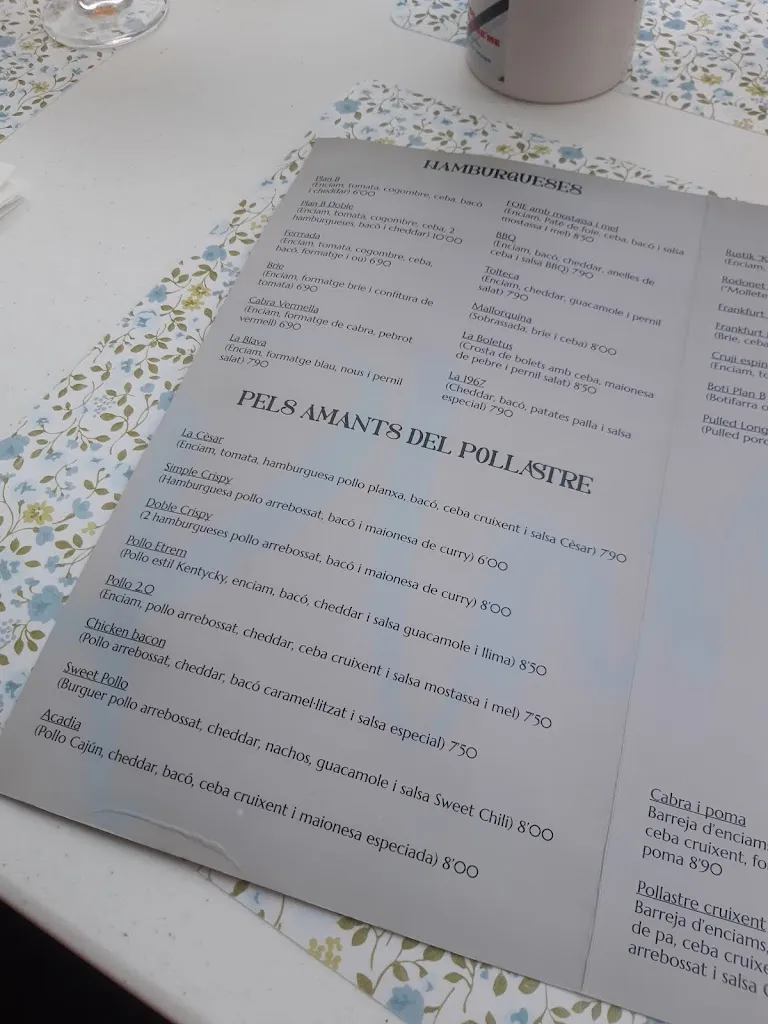 HAMBURGUESES
Plan B
(Enciam, tomata, cogombre, ceba, bacó
i cheddar) 6'00
Plan B Doble
(Enciam, tomata, cogombre, ceba, 2
hamburgueses, bacó i cheddar) 10'00
Ferrada
(Enciam, tomata, cogombre, ceba,
bacó, formatge i ou) 6'90
Brie
(Enciam, formatge brie i confitura de
tomata) 6'90
Cabra Vermella
(Enciam, formatge de cabra, pebrot
vermell) 6'90
La Blava
(Enciam, formatge blau, nous i pernil
salat) 7'90
FOIE amb mostassa i mel
(Enciam, Paté de foie, ceba, bacó i salsa
mostassa i mel) 8'50
BBQ
(Enciam, bacó, cheddar, anelles de
ceba i salsa BBQ) 7'90
Tolteca
(Enciam, cheddar, guacamole i pernil
salat) 7'90
Mallorquina
(Sobrassada, brie i ceba) 8'00
La Boletus
(Crosta de bolets amb ceba, maionesa
de pebre i pernil salat) 8'50
La 1967
(Cheddar, bacó, patates palla i salsa
especial) 7'90
PELS AMANTS DEL POLLASTRE
La Cèsar
(Enciam, tomata, hamburguesa pollo planxa, bacó, ceba cruixent i salsa Cèsar) 7'90
Simple Crispy
(Hamburguesa pollo arrebossat, bacó i maionesa de curry) 6'00
Doble Crispy
(2 hamburgueses pollo arrebossat, bacó i maionesa de curry) 8'00
Pollo Etrem
(Pollo estil Kentycky, enciam, bacó, cheddar i salsa guacamole i llima) 8'50
Pollo 2.0
(Enciam, pollo arrebossat, cheddar, ceba cruixent i salsa mostassa i mel) 7'50
Chicken bacon
(Pollo arrebossat, cheddar, bacó caramel·litzat i salsa especial) 7'50
Sweet Pollo
(Burguer pollo arrebossat, cheddar, nachos, guacamole i salsa Sweet Chili) 8'00
Acadia
(Pollo Cajún, cheddar, bacó, ceba cruixent i maionesa especiada) 8'00
Rustik "K
(Enciam,
Rodonet
("Mollete
Frankfurt
Frankfurt
(Brie, ceba
Cruji espin
(Enciam, to
Boti Plan B
(Botifarra o
Pulled Long
(Pulled porc
Cabra i poma
Barreja d'enciam
ceba cruixent, fo
poma 8'90
Pollastre cruixent
Barreja d'enciams,
de pa, ceba cruixe
arrebossat i salsa